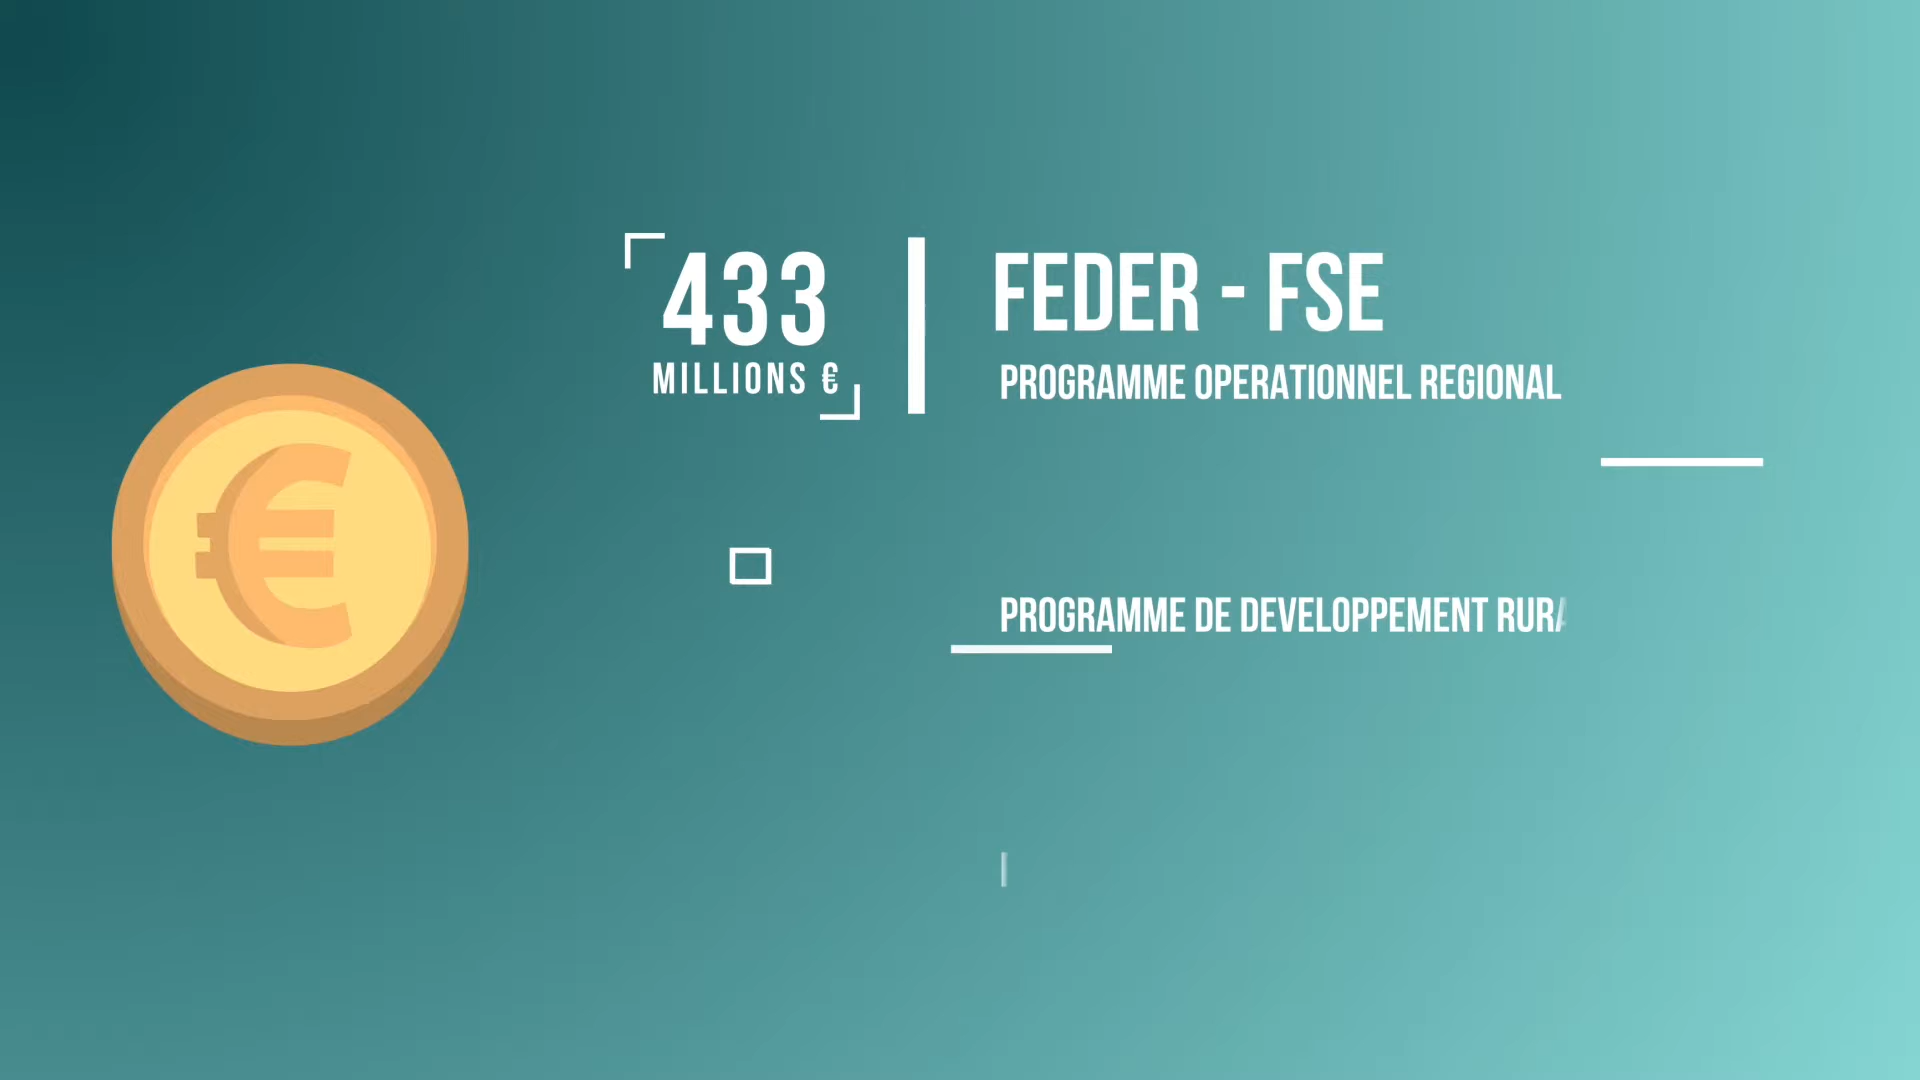 433
MILLIONS €
FEDER - FSE
PROGRAMME OPERATIONNEL REGIONAL
PROGRAMME DE DEVELOPPEMENT